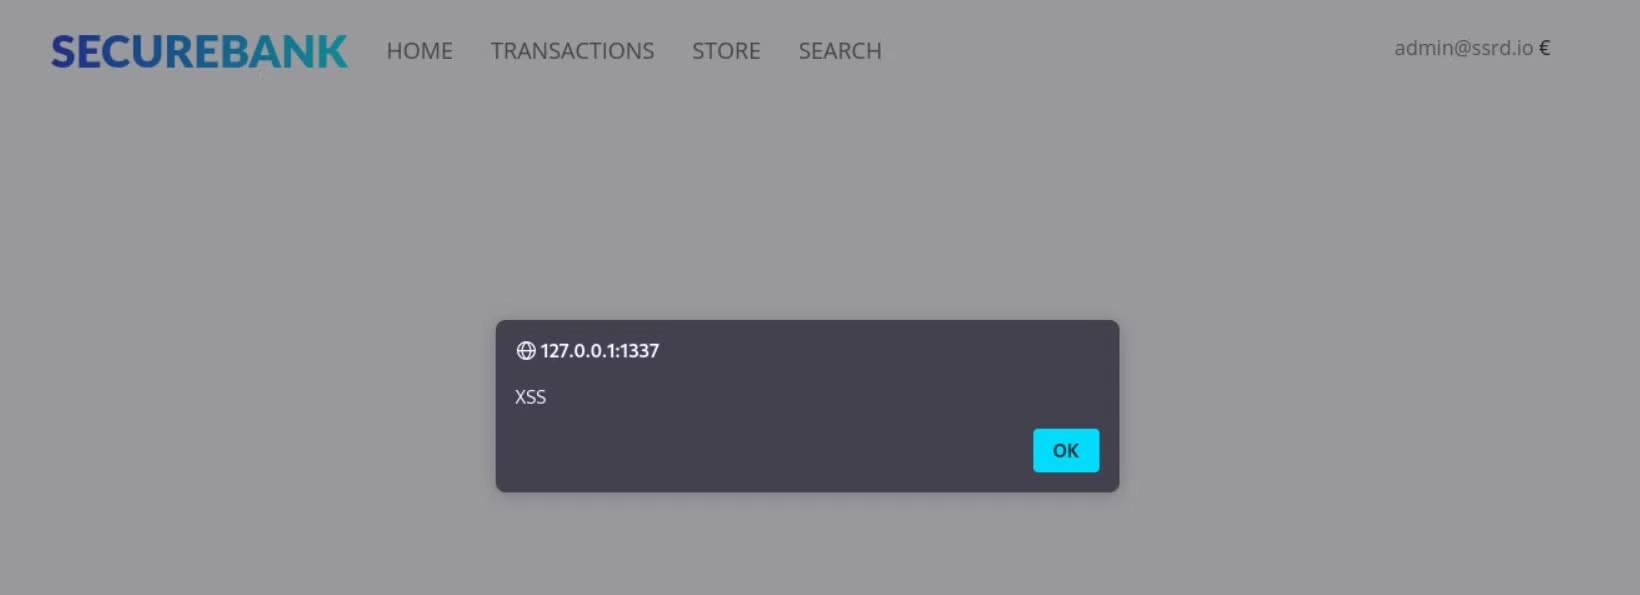 SECUREBANK HOME TRANSACTIONS STORE SEARCH admin@ssrd.io €
127.0.0.1:1337
XSS
OK